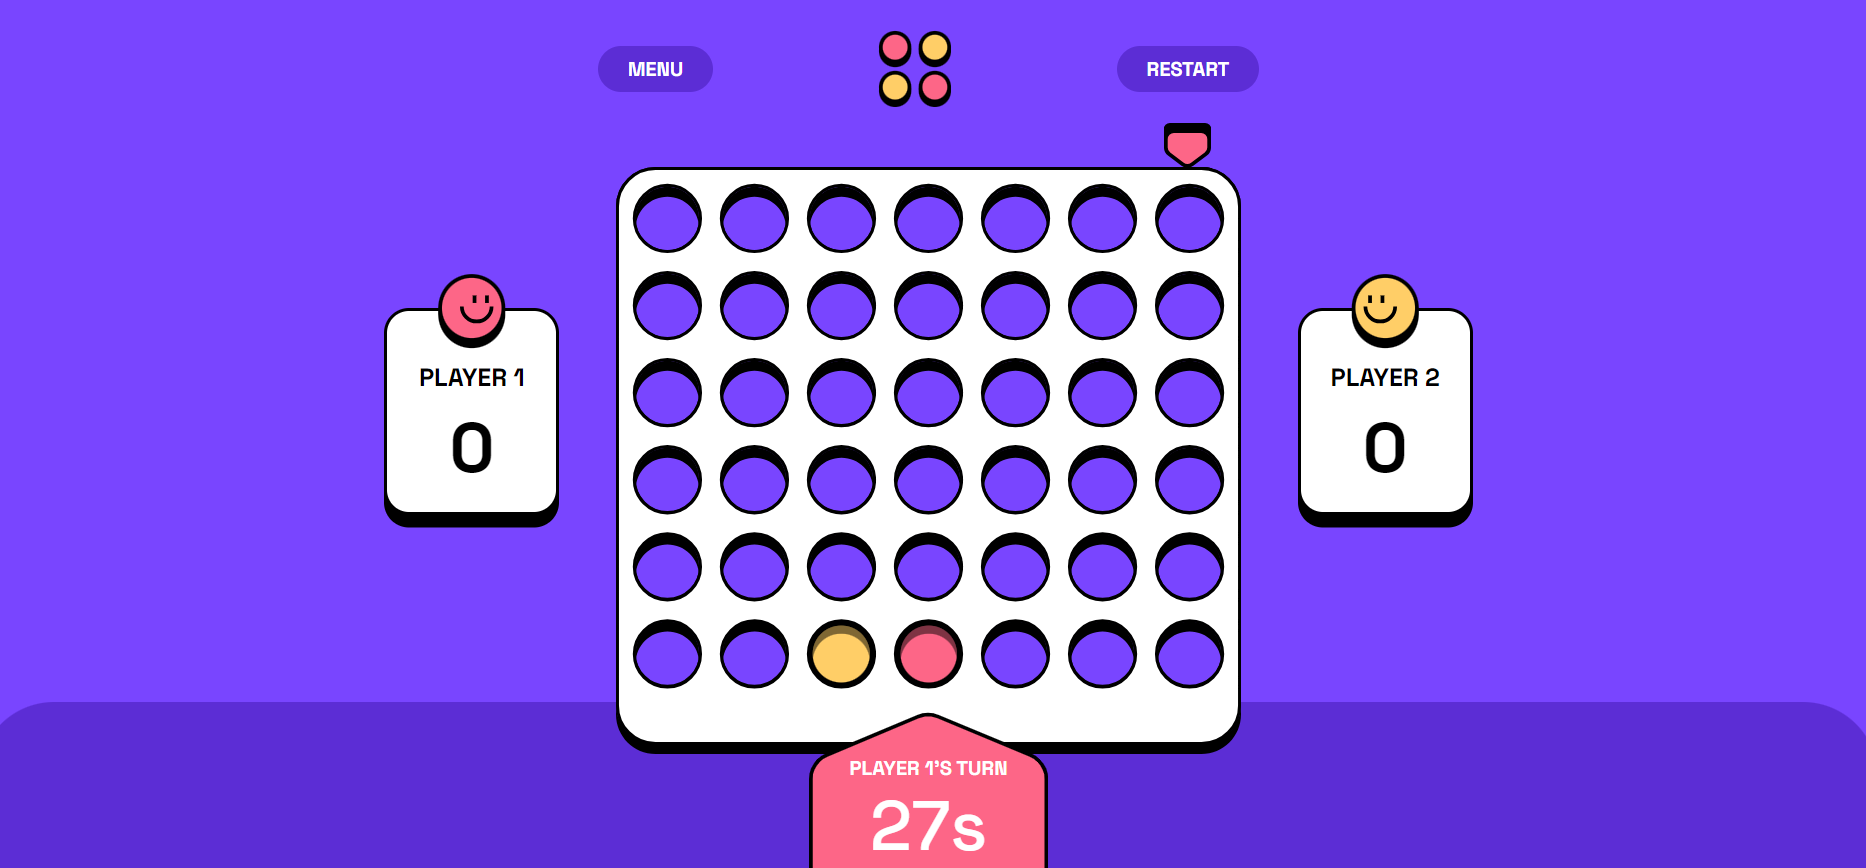 MENU
RESTART
PLAYER 1
0
PLAYER 2
0
PLAYER 1'S TURN
27s